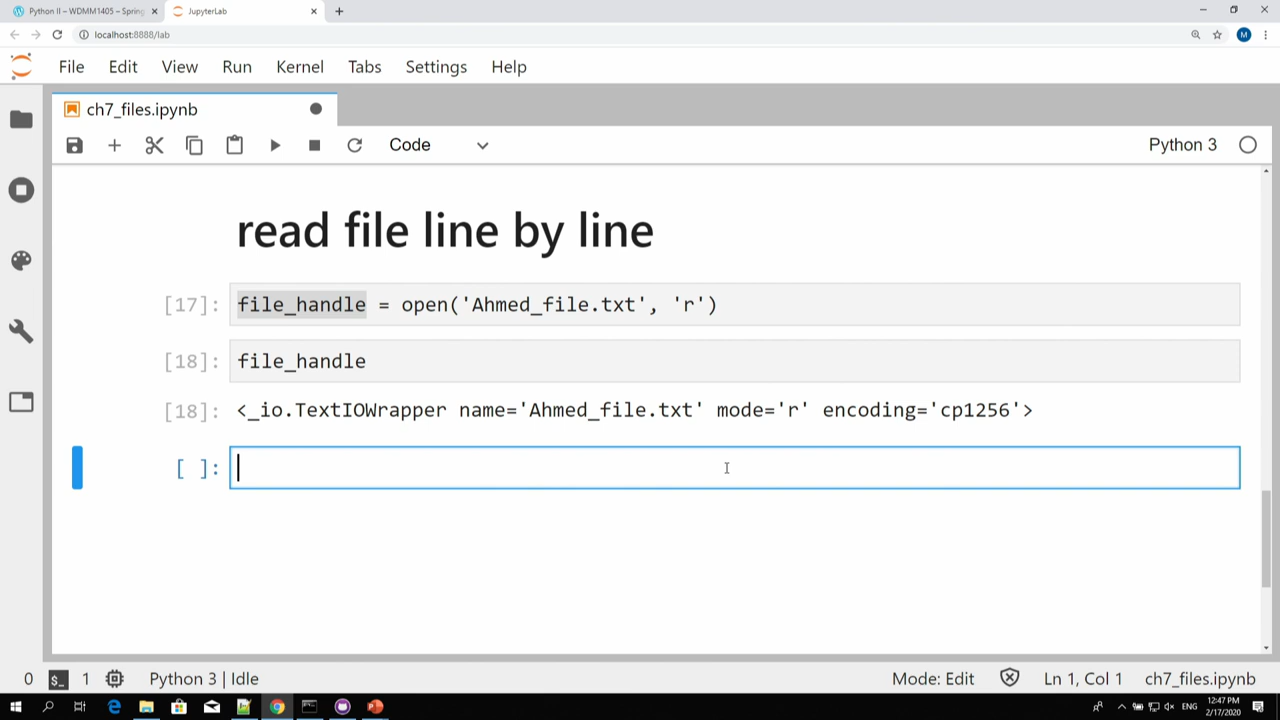 Python II – WDMM1405 – Spring
JupyterLab
localhost:8888/lab
M
File Edit View Run Kernel Tabs Settings Help
ch7_files.ipynb
Code
Python 3
read file line by line
[17]: file_handle = open('Ahmed_file.txt', 'r')
[18]: file_handle
[18]: <_io.TextIOWrapper name='Ahmed_file.txt' mode='r' encoding='cp1256'>
[ ]:
0 $_ 1 Python 3 | Idle Mode: Edit Ln 1, Col 1 ch7_files.ipynb
ENG
12:47 PM
2/17/2020